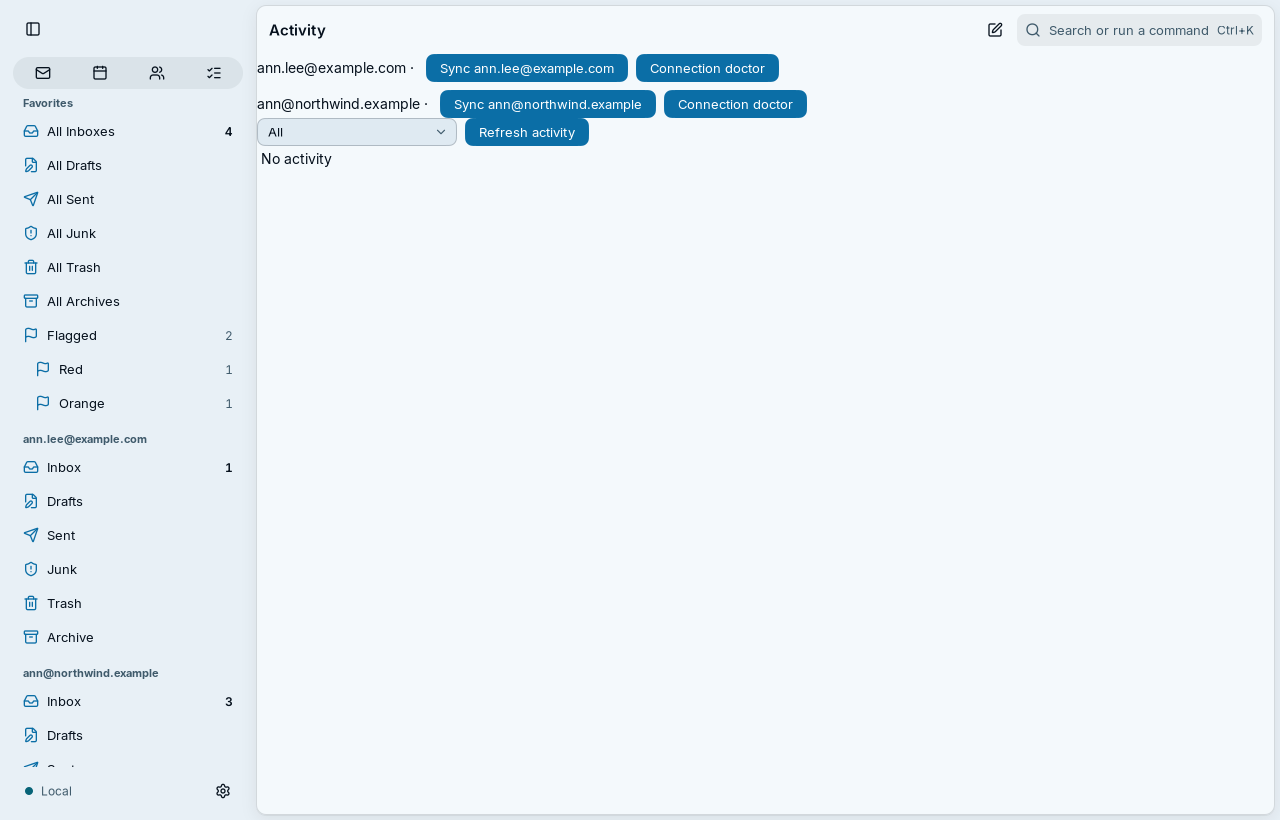 Activity
Search or run a command Ctrl+K
ann.lee@example.com · Sync ann.lee@example.com Connection doctor
ann@northwind.example · Sync ann@northwind.example Connection doctor
All Refresh activity
No activity
Favorites
All Inboxes 4
All Drafts
All Sent
All Junk
All Trash
All Archives
Flagged 2
Red 1
Orange 1
ann.lee@example.com
Inbox 1
Drafts
Sent
Junk
Trash
Archive
ann@northwind.example
Inbox 3
Drafts
Local